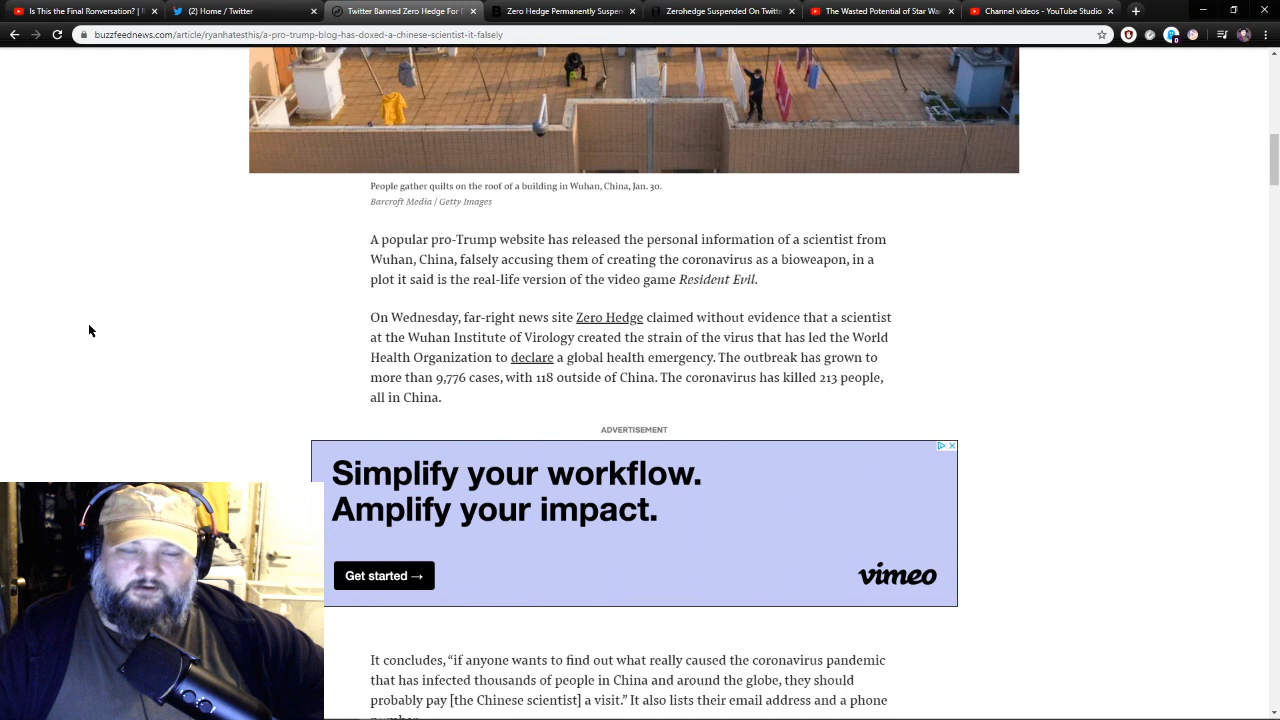 Is This the Final Conversation? |
(2) Home / Twitter
Twitter Banned Zero Hedge For D
Zero Hedge Permanently Suspen
Zerohedge Suspended On Twitte
The Wasted Potential of Star Wa
Channel videos - YouTube Studio
buzzfeednews.com/article/ryanhatesthis/a-pro-trump-blog-has-doxed-a-chinese-scientist-it-falsely
People gather quilts on the roof of a building in Wuhan, China, Jan. 30.
Barcroft Media / Getty Images
A popular pro-Trump website has released the personal information of a scientist from
Wuhan, China, falsely accusing them of creating the coronavirus as a bioweapon, in a
plot it said is the real-life version of the video game Resident Evil.
On Wednesday, far-right news site Zero Hedge claimed without evidence that a scientist
at the Wuhan Institute of Virology created the strain of the virus that has led the World
Health Organization to declare a global health emergency. The outbreak has grown to
more than 9,776 cases, with 118 outside of China. The coronavirus has killed 213 people,
all in China.
ADVERTISEMENT
Simplify your workflow.
Amplify your impact.
Get started →
vimeo
It concludes, “if anyone wants to find out what really caused the coronavirus pandemic
that has infected thousands of people in China and around the globe, they should
probably pay [the Chinese scientist] a visit.” It also lists their email address and a phone